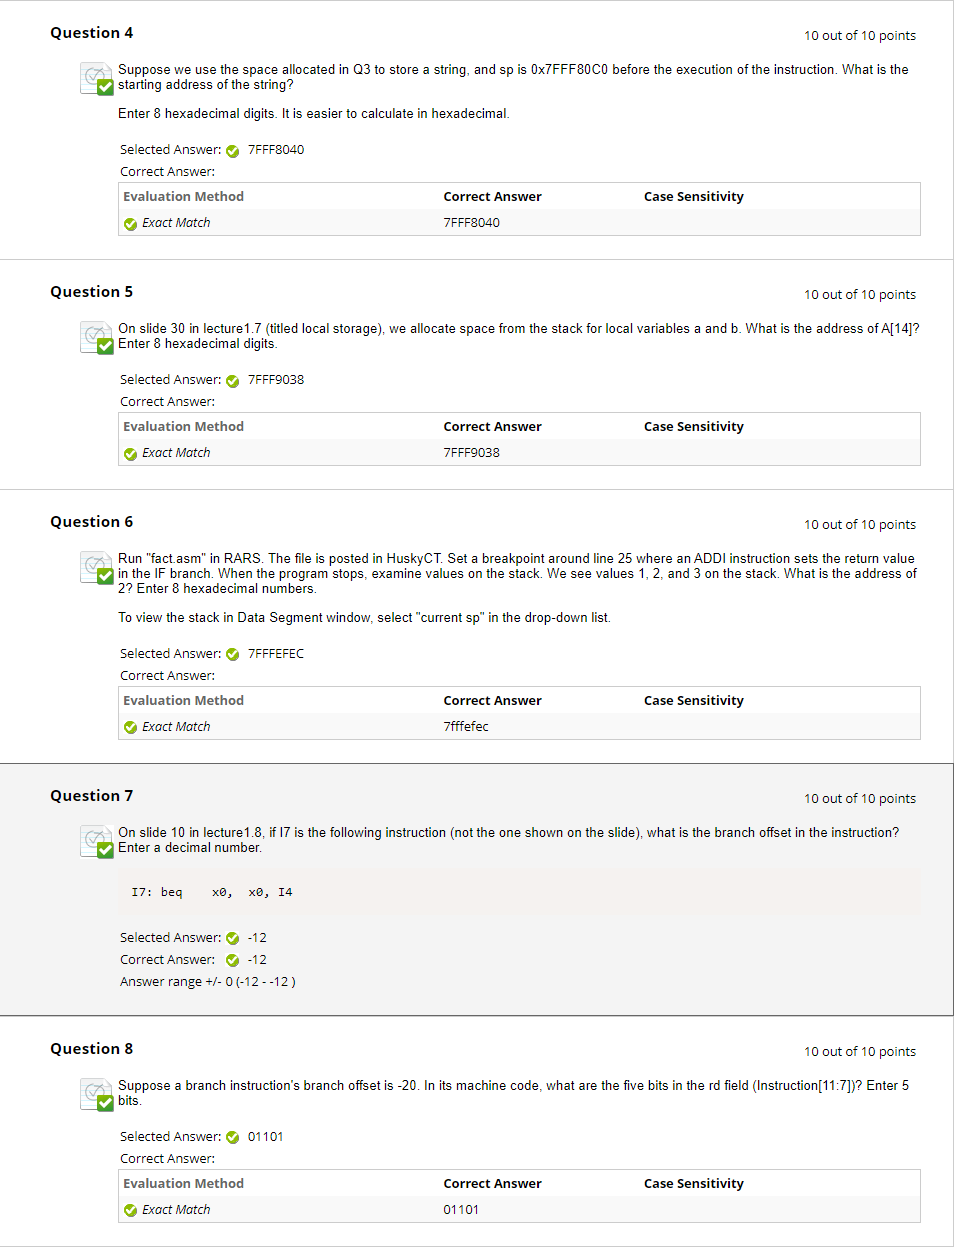 Question 4
10 out of 10 points
Suppose we use the space allocated in Q3 to store a string, and sp is 0x7FFF80C0 before the execution of the instruction. What is the
starting address of the string?
Enter 8 hexadecimal digits. It is easier to calculate in hexadecimal.
Selected Answer: 7FFF8040
Correct Answer:
Evaluation Method Correct Answer Case Sensitivity
Exact Match 7FFF8040
Question 5
10 out of 10 points
On slide 30 in lecture1.7 (titled local storage), we allocate space from the stack for local variables a and b. What is the address of A[14]?
Enter 8 hexadecimal digits.
Selected Answer: 7FFF9038
Correct Answer:
Evaluation Method Correct Answer Case Sensitivity
Exact Match 7FFF9038
Question 6
10 out of 10 points
Run "fact.asm" in RARS. The file is posted in HuskyCT. Set a breakpoint around line 25 where an ADDI instruction sets the return value
in the IF branch. When the program stops, examine values on the stack. We see values 1, 2, and 3 on the stack. What is the address of
2? Enter 8 hexadecimal numbers.
To view the stack in Data Segment window, select "current sp" in the drop-down list.
Selected Answer: 7FFFEFEC
Correct Answer:
Evaluation Method Correct Answer Case Sensitivity
Exact Match 7fffefec
Question 7
10 out of 10 points
On slide 10 in lecture1.8, if I7 is the following instruction (not the one shown on the slide), what is the branch offset in the instruction?
Enter a decimal number.
I7: beq x0, x0, I4
Selected Answer: -12
Correct Answer: -12
Answer range +/- 0 (-12 - -12 )
Question 8
10 out of 10 points
Suppose a branch instruction's branch offset is -20. In its machine code, what are the five bits in the rd field (Instruction[11:7])? Enter 5
bits.
Selected Answer: 01101
Correct Answer:
Evaluation Method Correct Answer Case Sensitivity
Exact Match 01101